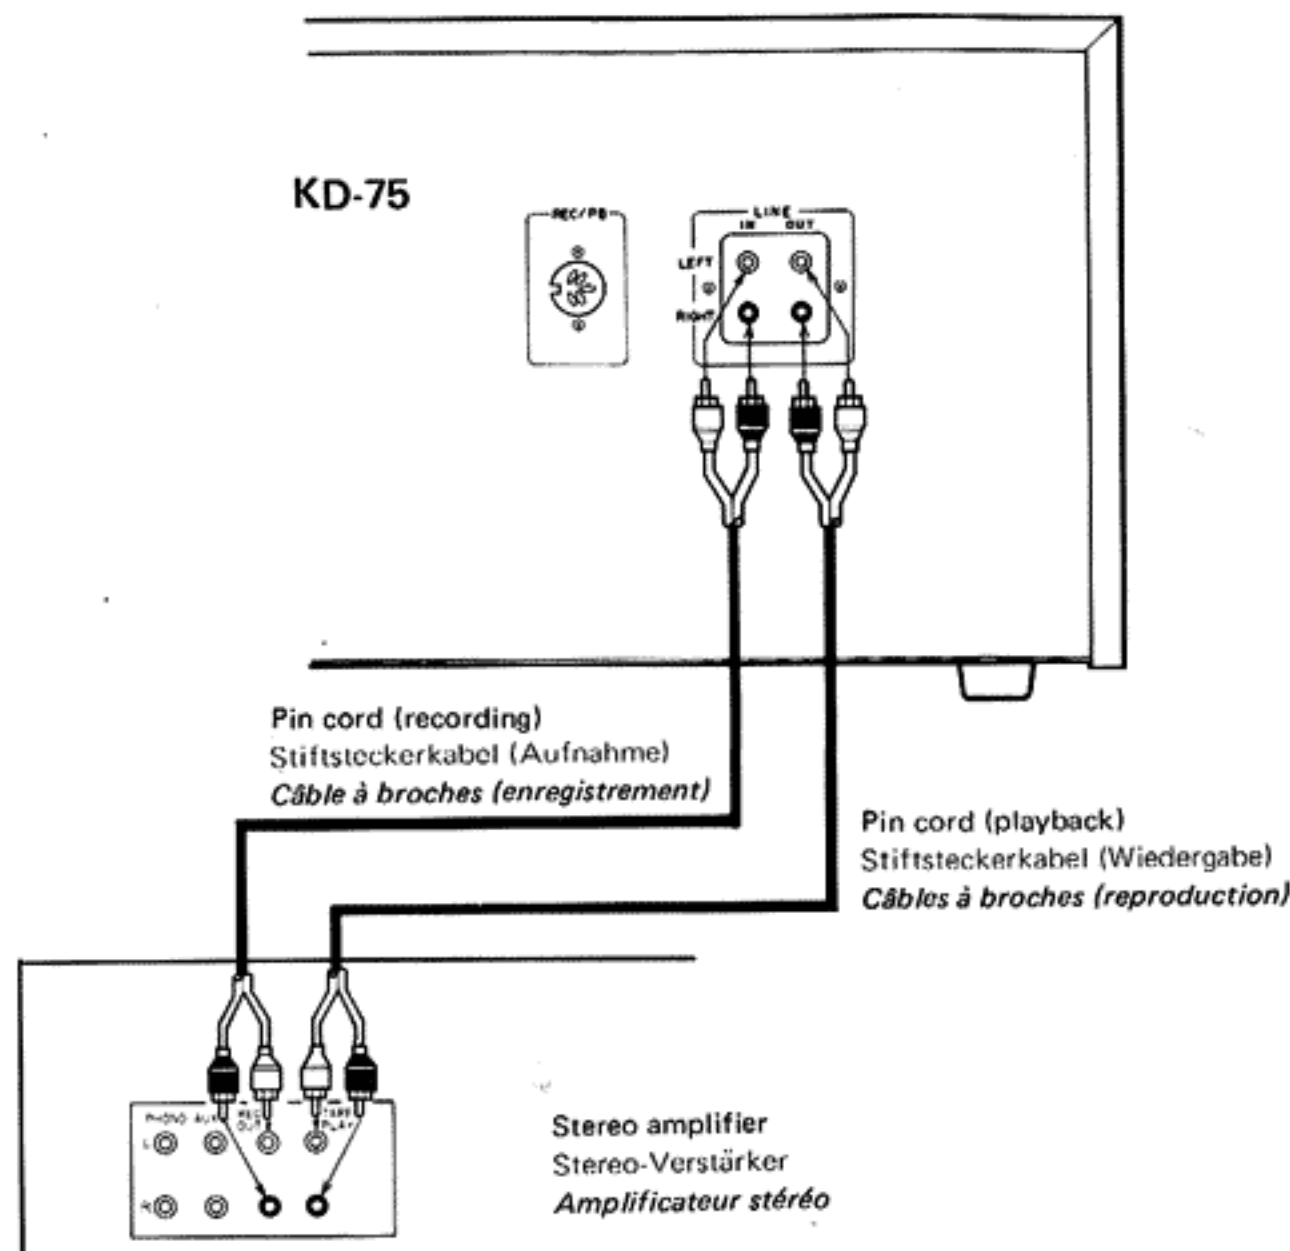 KD-75
REC/PB
LINE
IN OUT
LEFT
RIGHT
Pin cord (recording)
Stiftsteckerkabel (Aufnahme)
Câble à broches (enregistrement)
Pin cord (playback)
Stiftsteckerkabel (Wiedergabe)
Câbles à broches (reproduction)
PHONO AUX REC OUT TAPE PLAY
L
R
Stereo amplifier
Stereo-Verstärker
Amplificateur stéréo